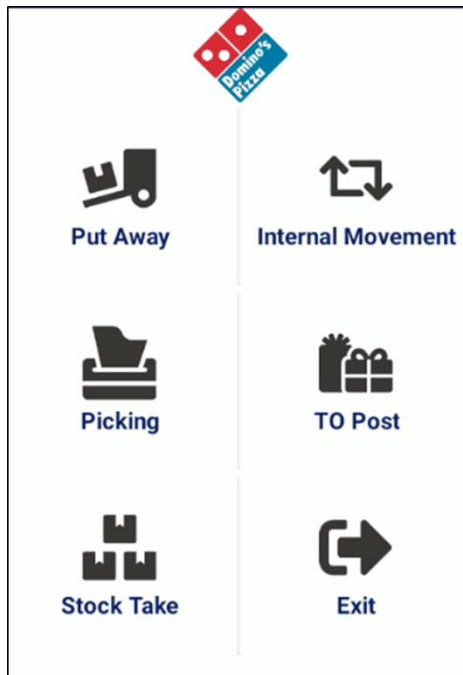 Domino's
Pizza
Put Away
Internal Movement
Picking
TO Post
Stock Take
Exit